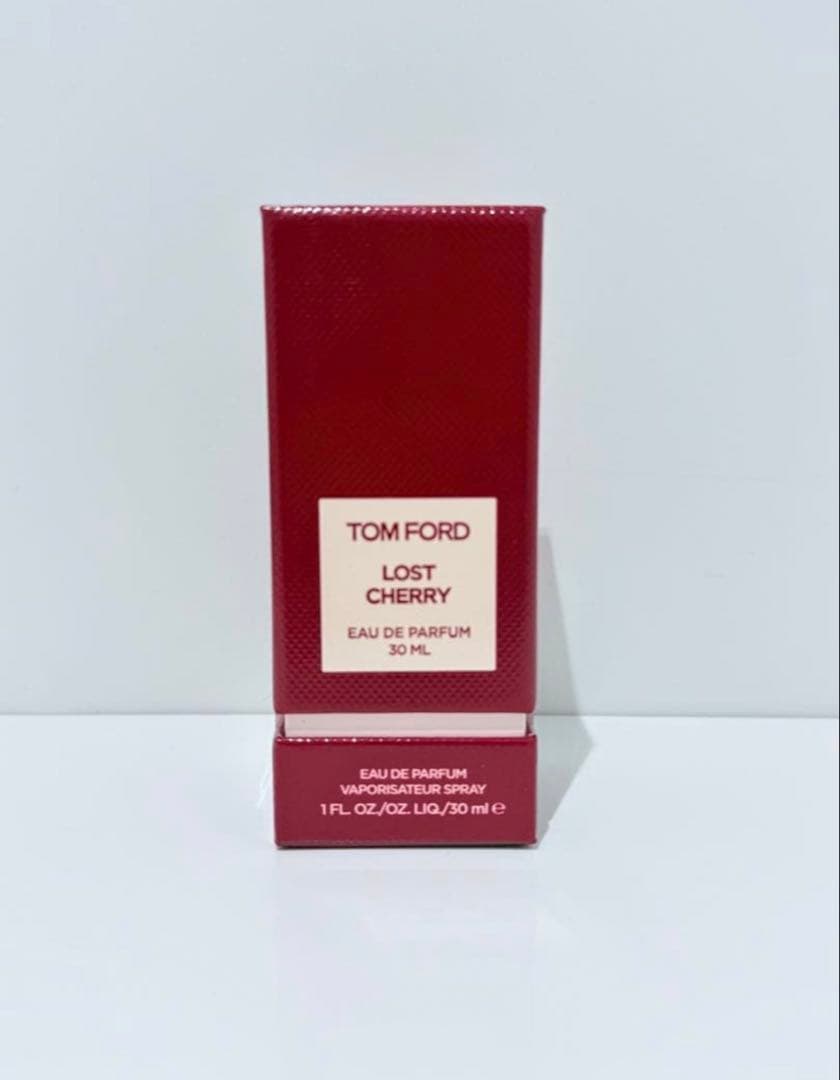 TOM FORD
LOST
CHERRY
EAU DE PARFUM
30 ML
EAU DE PARFUM
VAPORISATEUR SPRAY
1 FL. OZ./OZ. LIQ./30 ml ℮